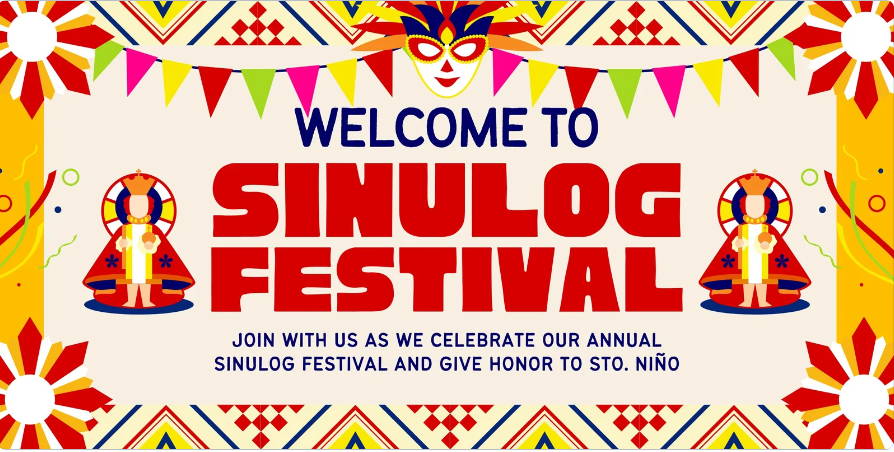 WELCOME TO
SINULOG
FESTIVAL
JOIN WITH US AS WE CELEBRATE OUR ANNUAL
SINULOG FESTIVAL AND GIVE HONOR TO STO. NIÑO